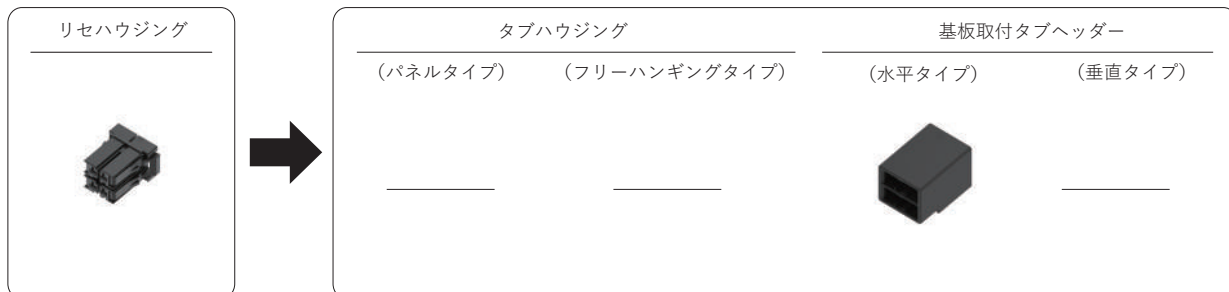 リセハウジング
タブハウジング
基板取付タブヘッダー
（パネルタイプ）
（フリーハンギングタイプ）
（水平タイプ）
（垂直タイプ）